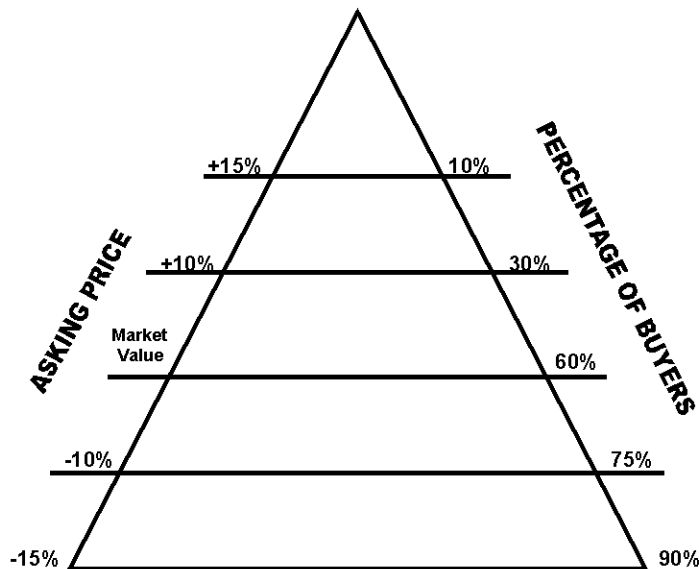 +15%
10%
+10%
30%
Market
Value
60%
-10%
75%
-15%
90%
ASKING PRICE
PERCENTAGE OF BUYERS